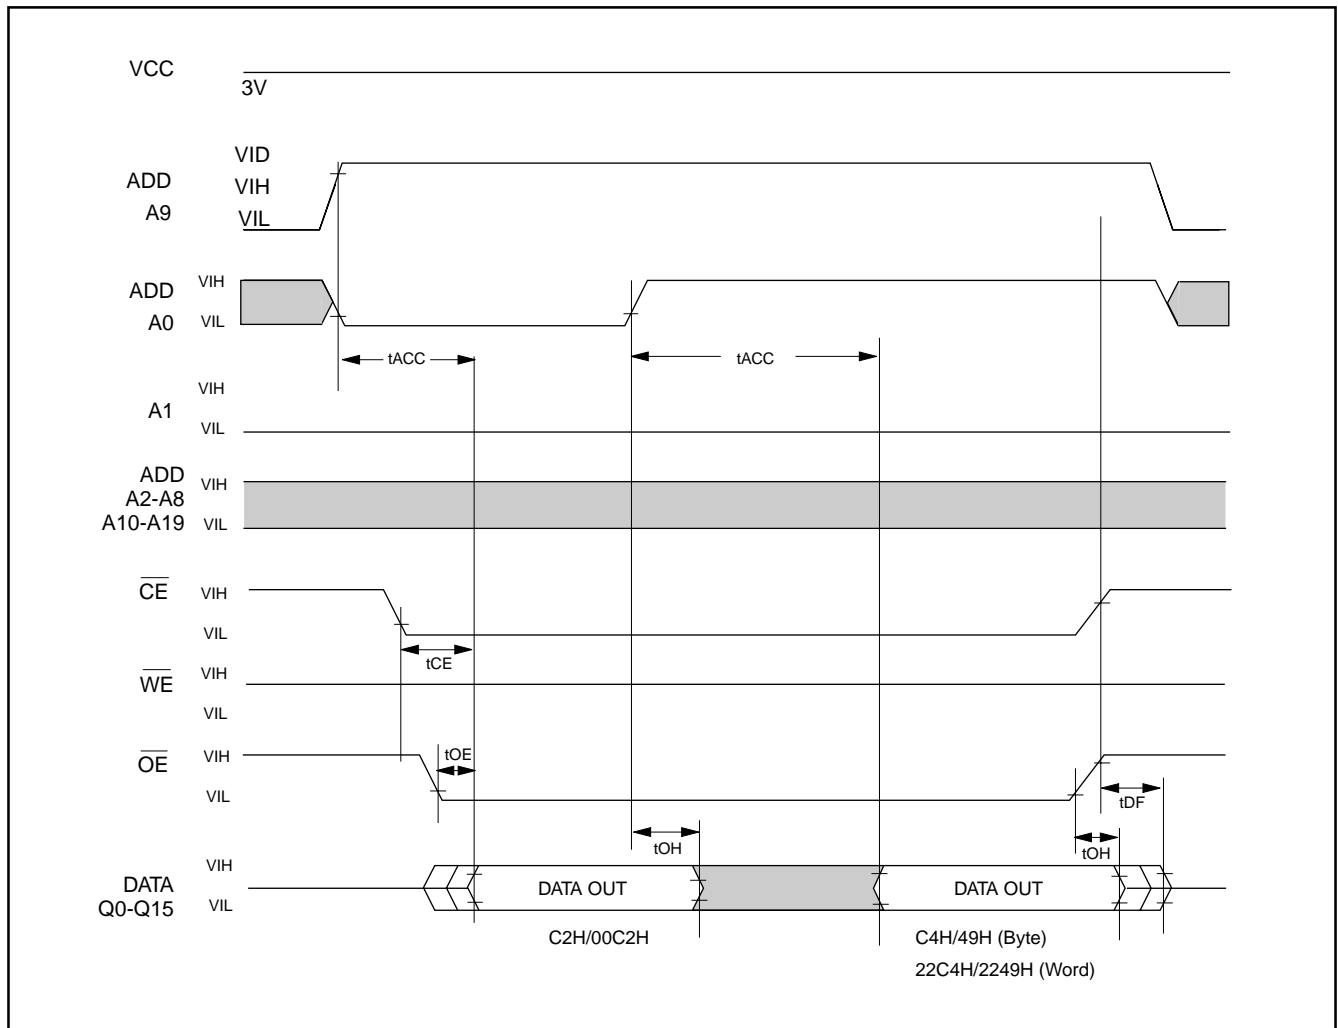 VCC
3V
VID
ADD
VIH
A9
VIL
VIH
ADD
A0
VIL
tACC
tACC
VIH
A1
VIL
ADD
VIH
A2-A8
A10-A19
VIL
CE
VIH
VIL
tCE
WE
VIH
VIL
OE
VIH
tOE
VIL
tDF
tOH
tOH
VIH
DATA
DATA OUT
DATA OUT
Q0-Q15
VIL
C2H/00C2H
C4H/49H (Byte)
22C4H/2249H (Word)